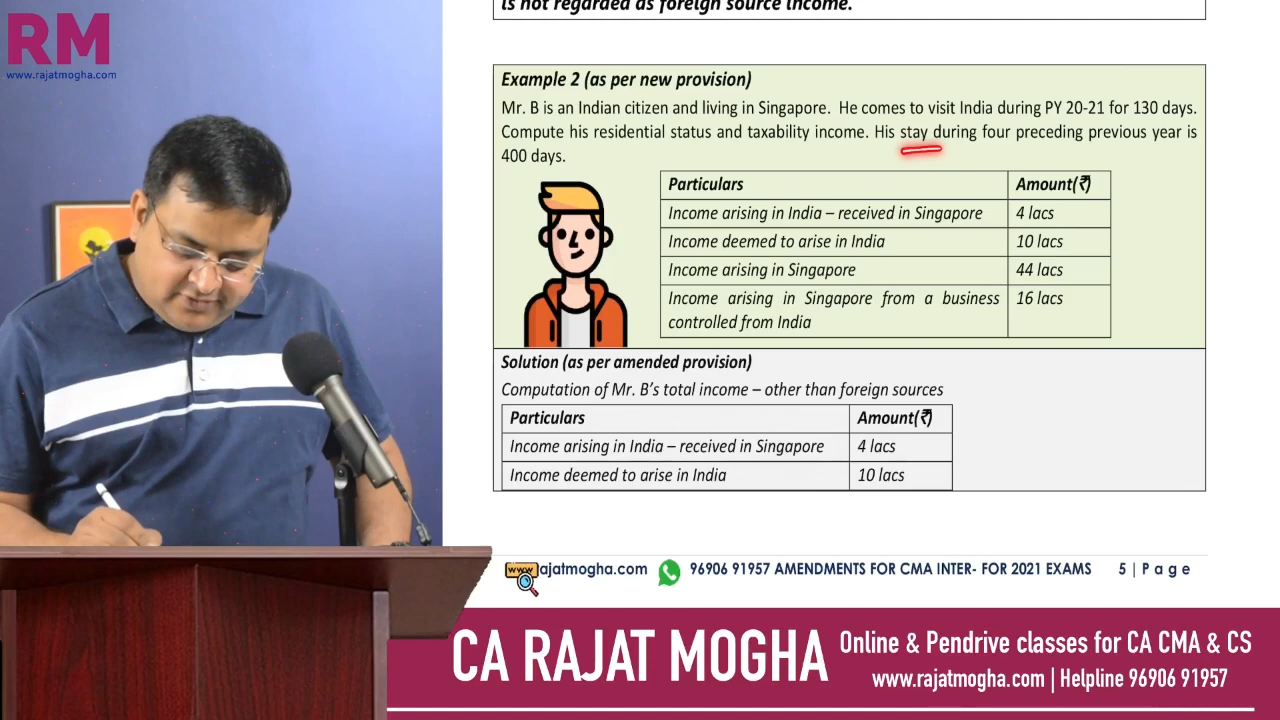 RM
www.rajatmogha.com
is not regarded as foreign source income.
Example 2 (as per new provision)
Mr. B is an Indian citizen and living in Singapore. He comes to visit India during PY 20-21 for 130 days.
Compute his residential status and taxability income. His stay during four preceding previous year is
400 days.
Particulars Amount(₹)
Income arising in India – received in Singapore 4 lacs
Income deemed to arise in India 10 lacs
Income arising in Singapore 44 lacs
Income arising in Singapore from a business 16 lacs
controlled from India
Solution (as per amended provision)
Computation of Mr. B's total income – other than foreign sources
Particulars Amount(₹)
Income arising in India – received in Singapore 4 lacs
Income deemed to arise in India 10 lacs
www ajatmogha.com 96906 91957 AMENDMENTS FOR CMA INTER- FOR 2021 EXAMS 5 | P a g e
CA RAJAT MOGHA
Online & Pendrive classes for CA CMA & CS
www.rajatmogha.com | Helpline 96906 91957